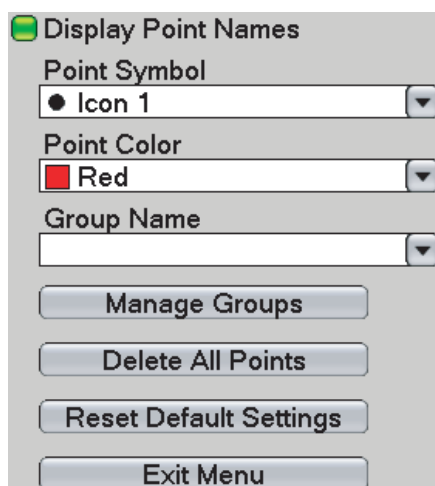 Display Point Names
Point Symbol
Icon 1
Point Color
Red
Group Name
Manage Groups
Delete All Points
Reset Default Settings
Exit Menu